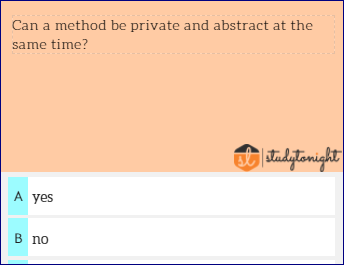 Can a method be private and abstract at the
same time?
st studytonight
A yes
B no